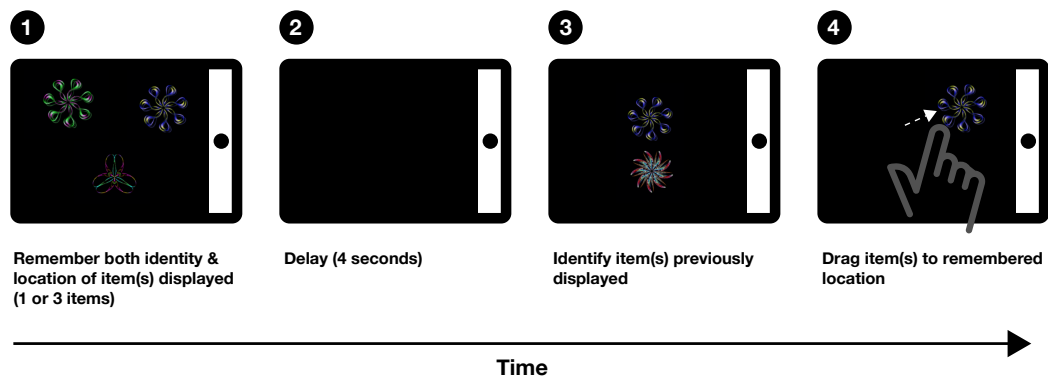 1
2
3
4
Remember both identity &
location of item(s) displayed
(1 or 3 items)
Delay (4 seconds)
Identify item(s) previously
displayed
Drag item(s) to remembered
location
Time